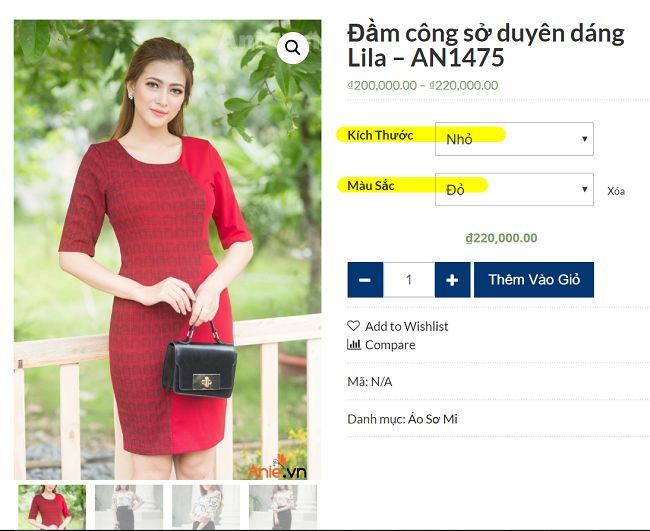 Đầm công sở duyên dáng
Lila – AN1475
₫200,000.00 – ₫220,000.00
Kích Thước
Nhỏ
Màu Sắc
Đỏ
Xóa
₫220,000.00
1
Thêm Vào Giỏ
Add to Wishlist
Compare
Mã: N/A
Danh mục: Áo Sơ Mi
Anie.vn